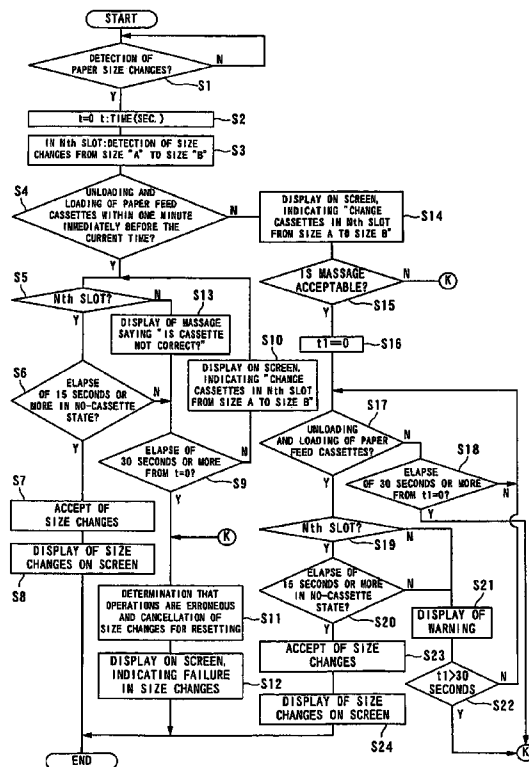 START
DETECTION OF
PAPER SIZE CHANGES?
N
S1
Y
t=0 t:TIME(SEC.)
S2
IN Nth SLOT:DETECTION OF SIZE
CHANGES FROM SIZE "A" TO SIZE "B"
S3
S4
UNLOADING AND
LOADING OF PAPER FEED
CASSETTES WITHIN ONE MINUTE
IMMEDIATELY BEFORE THE
CURRENT TIME?
N
Y
DISPLAY ON SCREEN,
INDICATING "CHANGE
CASSETTES IN Nth SLOT
FROM SIZE A TO SIZE B"
S14
IS MASSAGE
ACCEPTABLE?
N
K
S15
Y
t1=0
S16
S5
Nth SLOT?
N
Y
S13
DISPLAY OF MASSAGE
SAYING "IS CASSETTE
NOT CORRECT?"
S10
DISPLAY ON SCREEN,
INDICATING "CHANGE
CASSETTES IN Nth SLOT
FROM SIZE A TO SIZE B"
S6
ELAPSE
OF 15 SECONDS OR
MORE IN NO-CASSETTE
STATE?
N
Y
ELAPSE OF
30 SECONDS OR MORE
FROM t=0?
N
S9
Y
S7
ACCEPT OF
SIZE CHANGES
DISPLAY OF SIZE
CHANGES ON SCREEN
S8
K
DETERMINATION THAT
OPERATIONS ARE ERRONEOUS
AND CANCELLATION OF
SIZE CHANGES FOR RESETTING
S11
DISPLAY ON SCREEN,
INDICATING FAILURE
IN SIZE CHANGES
S12
S17
UNLOADING
AND LOADING OF PAPER
FEED CASSETTES?
N
Y
S18
ELAPSE
OF 30 SECONDS OR MORE
FROM t1=0?
N
Y
Nth SLOT?
N
S19
Y
ELAPSE OF
15 SECONDS OR MORE
IN NO-CASSETTE
STATE?
S20
Y
S21
DISPLAY OF
WARNING
ACCEPT OF SIZE
CHANGES
S23
t1>30
SECONDS
N
S22
Y
DISPLAY OF SIZE
CHANGES ON SCREEN
S24
K
END